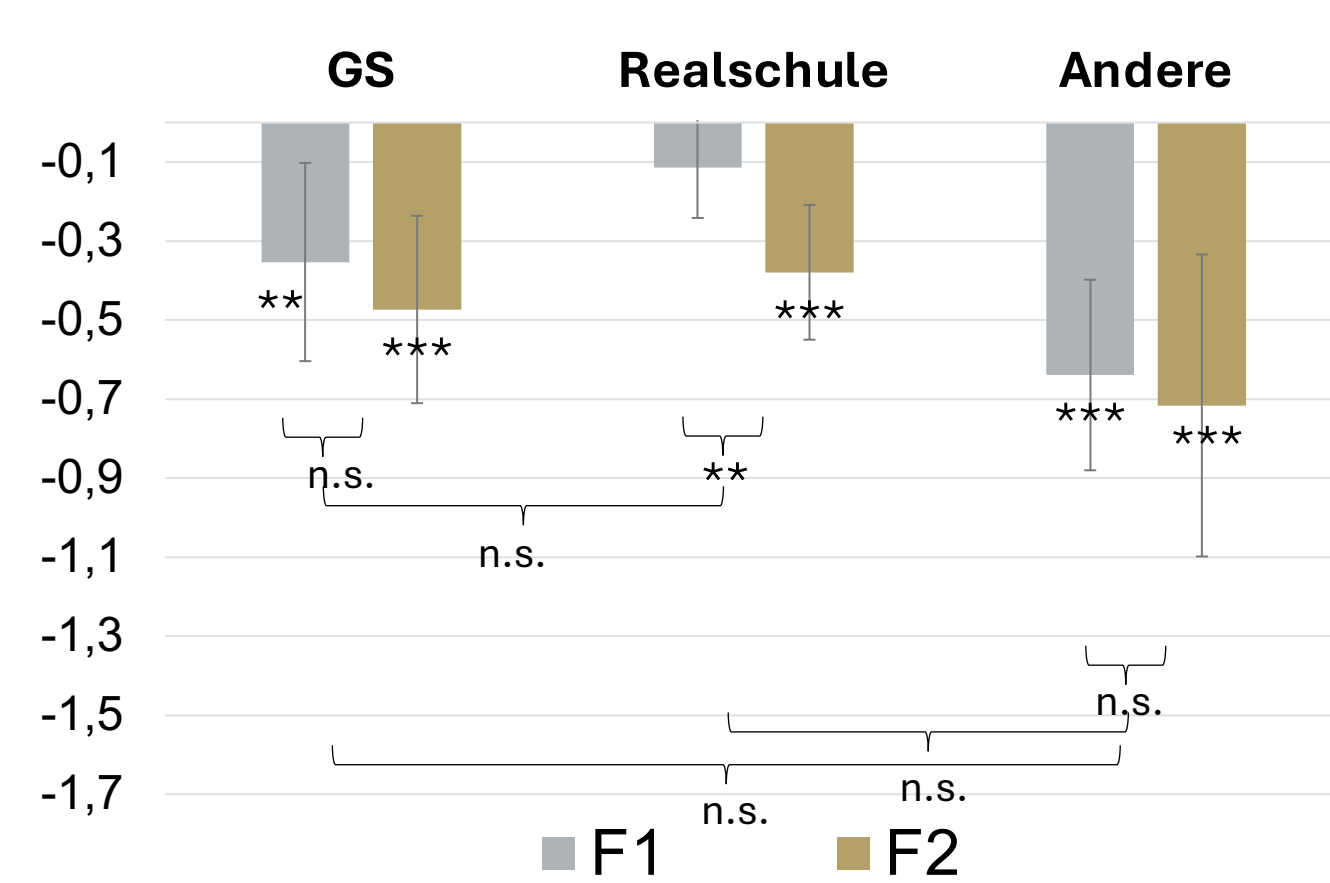 GS Realschule Andere
-0,1
-0,3
**
-0,5
***
***
-0,7
***
***
-0,9
n.s.
**
-1,1
n.s.
-1,3
-1,5
n.s.
-1,7
n.s.
n.s.
F1 F2